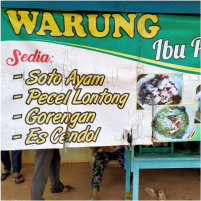 WARUNG
Ibu
Sedia:
- Soto Ayam
- Pecel Lontong
- Gorengan
- Es Cendol